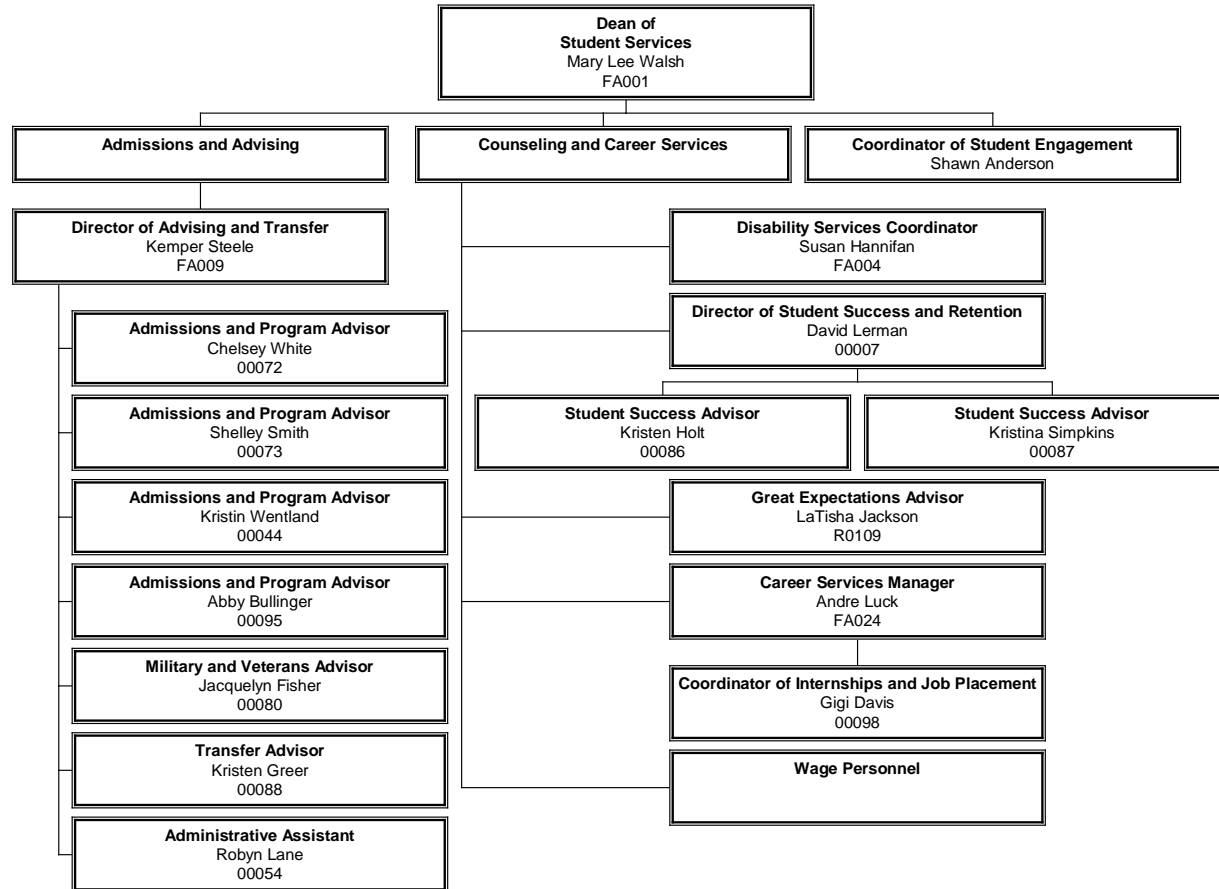 Dean of
Student Services
Mary Lee Walsh
FA001
Admissions and Advising
Counseling and Career Services
Coordinator of Student Engagement
Shawn Anderson
Director of Advising and Transfer
Kemper Steele
FA009
Admissions and Program Advisor
Chelsey White
00072
Admissions and Program Advisor
Shelley Smith
00073
Admissions and Program Advisor
Kristin Wentland
00044
Admissions and Program Advisor
Abby Bullinger
00095
Military and Veterans Advisor
Jacquelyn Fisher
00080
Transfer Advisor
Kristen Greer
00088
Administrative Assistant
Robyn Lane
00054
Disability Services Coordinator
Susan Hannifan
FA004
Director of Student Success and Retention
David Lerman
00007
Student Success Advisor
Kristen Holt
00086
Student Success Advisor
Kristina Simpkins
00087
Great Expectations Advisor
LaTisha Jackson
R0109
Career Services Manager
Andre Luck
FA024
Coordinator of Internships and Job Placement
Gigi Davis
00098
Wage Personnel